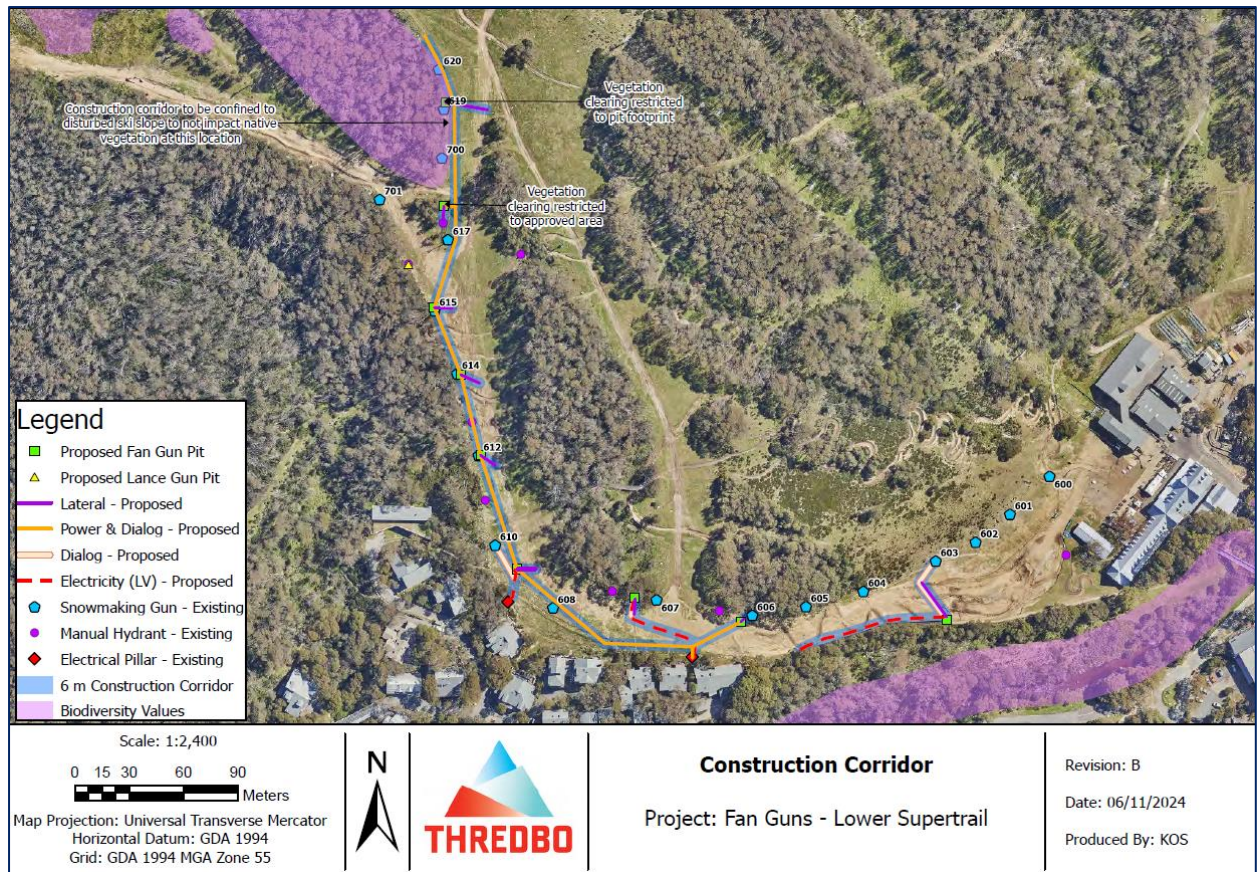 620
Vegetation
clearing restricted
to pit footprint
619
Construction corridor to be confined to
disturbed ski slope to not impact native
vegetation at this location
700
701
Vegetation
clearing restricted
to approved area
617
615
614
612
610
608
607
606
605
604
603
602
601
600
Legend
Proposed Fan Gun Pit
Proposed Lance Gun Pit
Lateral - Proposed
Power & Dialog - Proposed
Dialog - Proposed
Electricity (LV) - Proposed
Snowmaking Gun - Existing
Manual Hydrant - Existing
Electrical Pillar - Existing
6 m Construction Corridor
Biodiversity Values
Scale: 1:2,400
0 15 30 60 90
Meters
Map Projection: Universal Transverse Mercator
Horizontal Datum: GDA 1994
Grid: GDA 1994 MGA Zone 55
N
THREDBO
Construction Corridor
Project: Fan Guns - Lower Supertrail
Revision: B
Date: 06/11/2024
Produced By: KOS